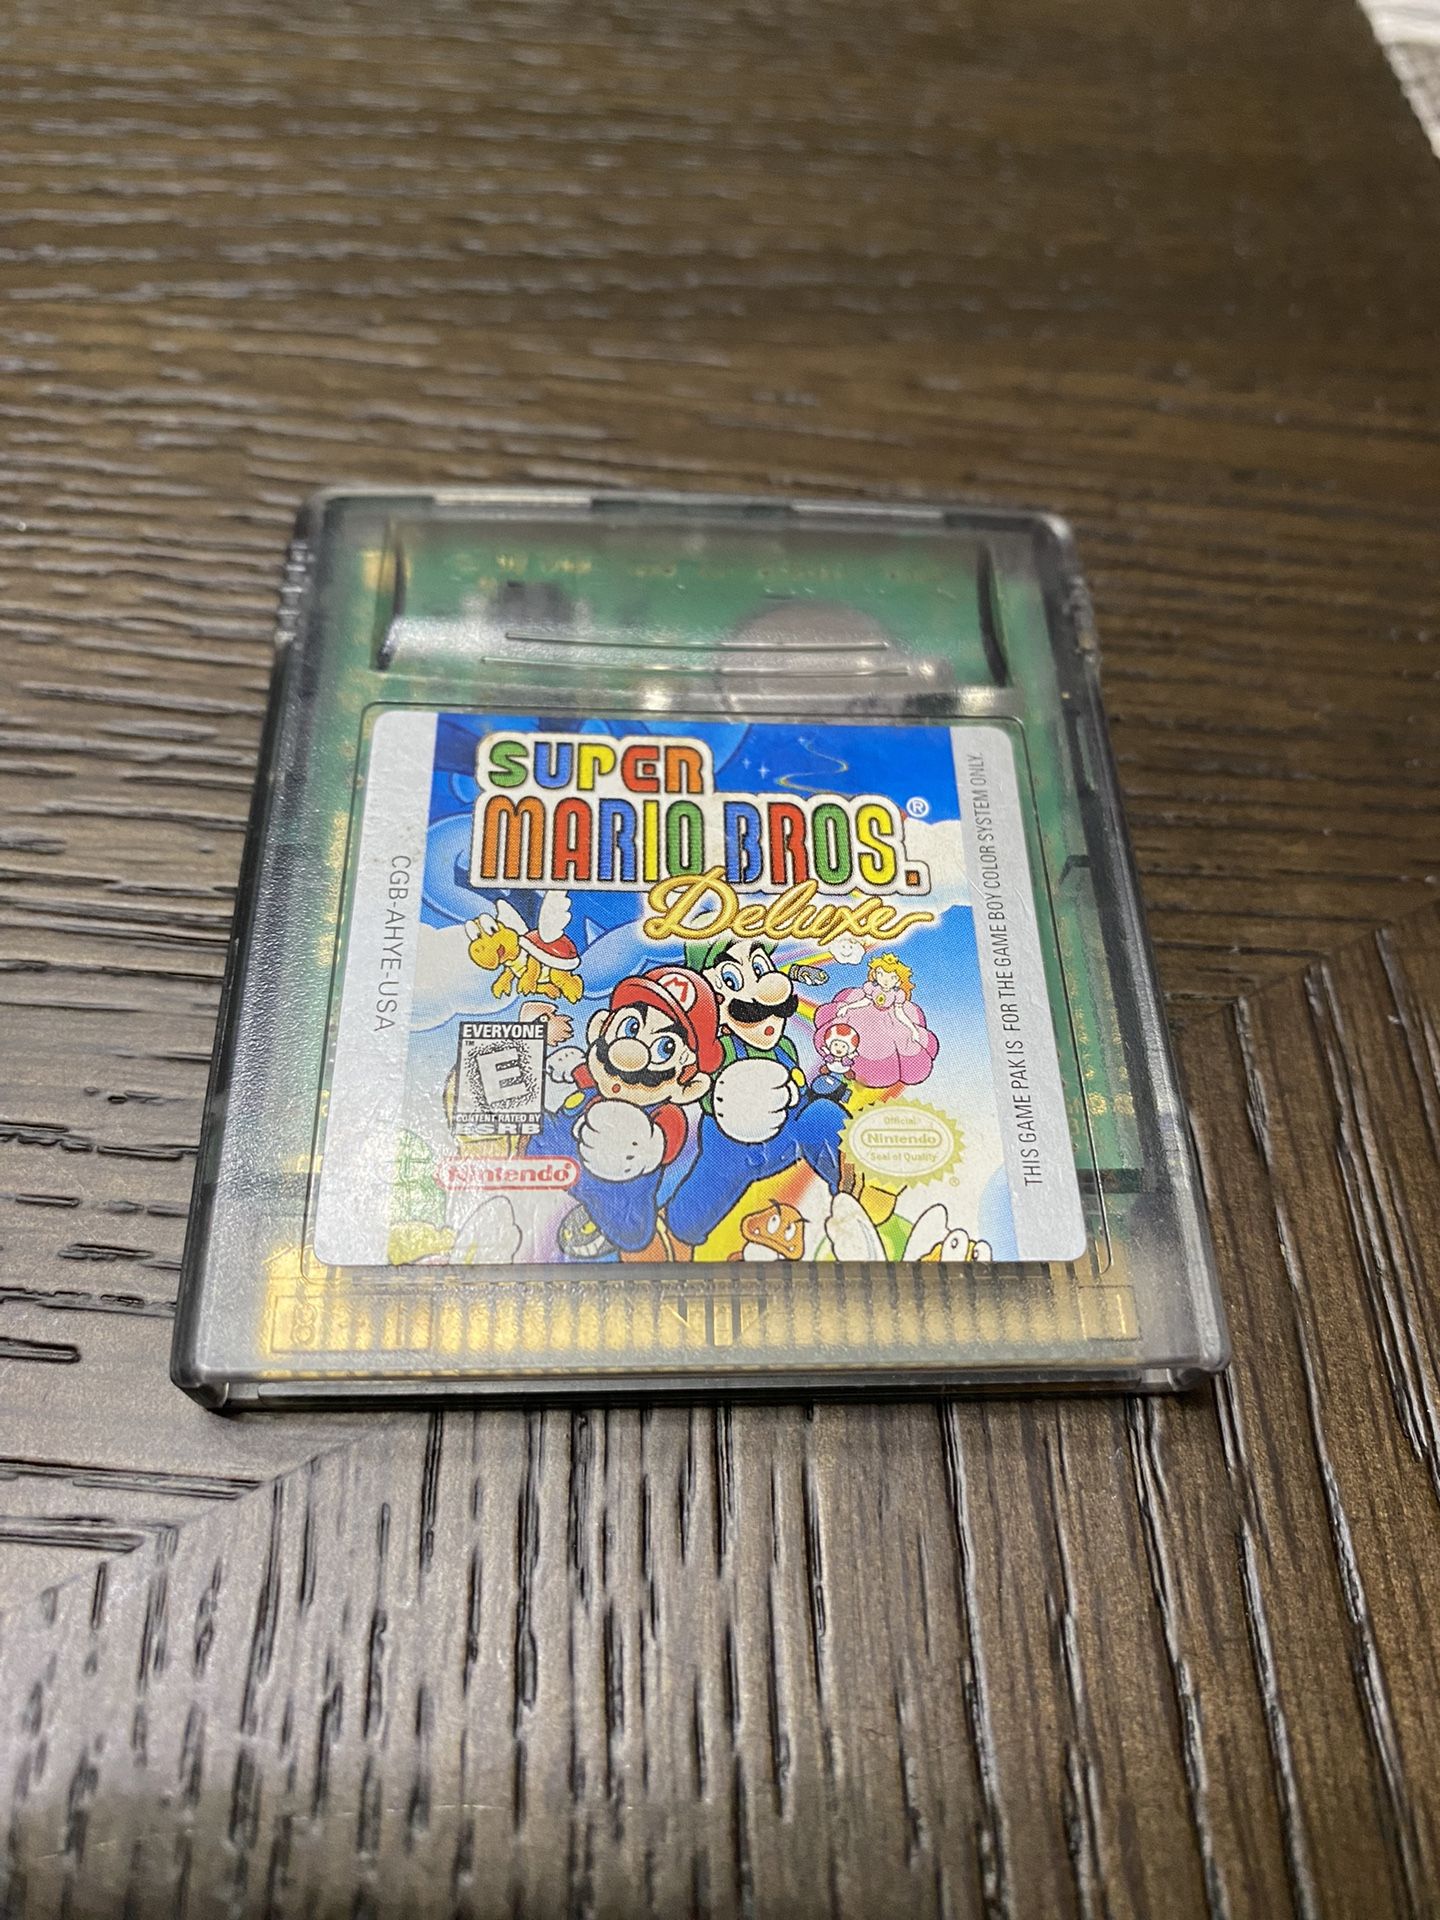 SUPER
MARIO BROS.®
Deluxe
CGB-AHYE-USA
THIS GAME PAK IS FOR THE GAME BOY COLOR SYSTEM ONLY.
M
EVERYONE
™
E
CONTENT RATED BY
ESRB
Nintendo®
Official
Nintendo
Seal of Quality
®